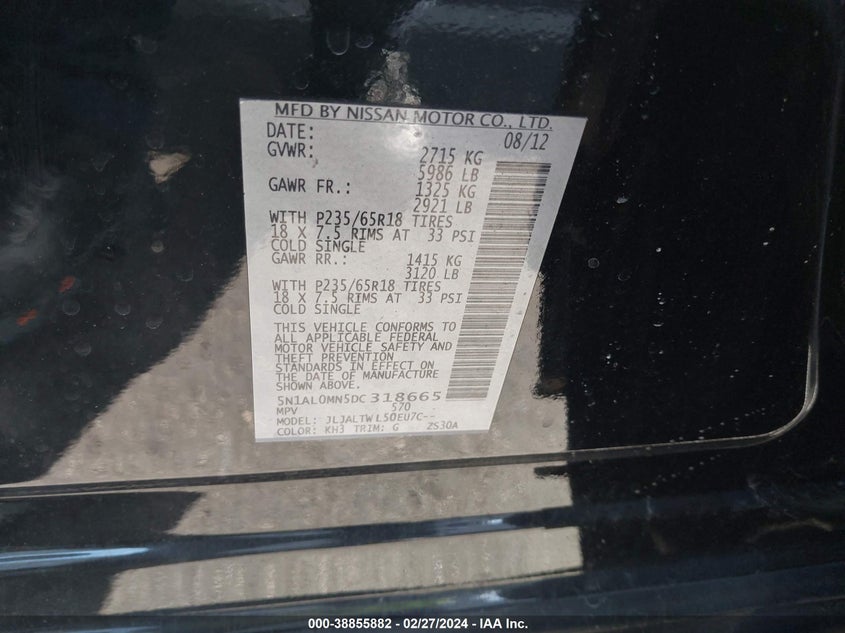 MFD BY NISSAN MOTOR CO., LTD.
DATE: 08/12
GVWR: 2715 KG
5986 LB
GAWR FR.: 1325 KG
2921 LB
WITH P235/65R18 TIRES
18 X 7.5 RIMS AT 33 PSI
COLD SINGLE
GAWR RR.: 1415 KG
3120 LB
WITH P235/65R18 TIRES
18 X 7.5 RIMS AT 33 PSI
COLD SINGLE
THIS VEHICLE CONFORMS TO
ALL APPLICABLE FEDERAL
MOTOR VEHICLE SAFETY AND
THEFT PREVENTION
STANDARDS IN EFFECT ON
THE DATE OF MANUFACTURE
SHOWN ABOVE.
5N1AL0MN5DC318665
MPV 570
MODEL: JLJALTWL50EU7C--
COLOR: KH3 TRIM: G ZS30A
000-38855882 - 02/27/2024 - IAA Inc.